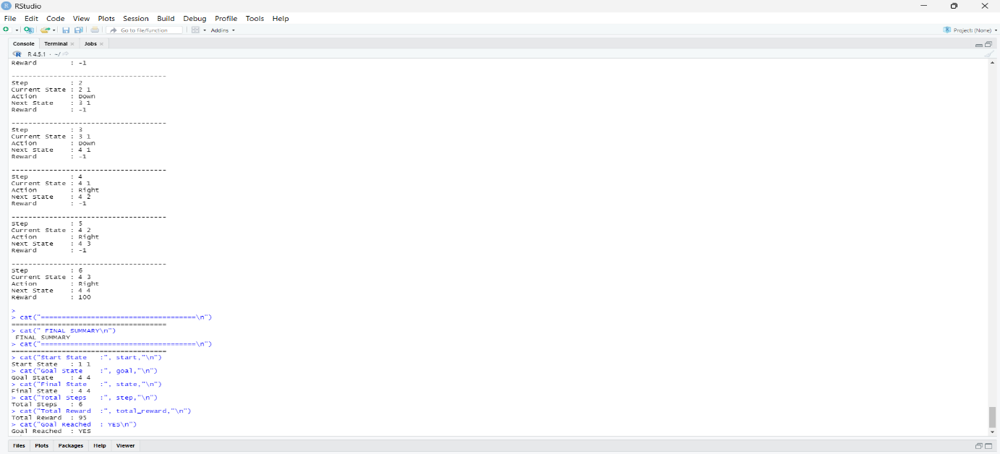 RStudio
File Edit Code View Plots Session Build Debug Profile Tools Help
Go to file/function Addins Project: (None)
Console Terminal Jobs
R 4.5.1 · ~/
Reward : -1
-------------------------------------
Step : 2
Current State : 2 1
Action : Down
Next State : 3 1
Reward : -1
-------------------------------------
Step : 3
Current State : 3 1
Action : Down
Next State : 4 1
Reward : -1
-------------------------------------
Step : 4
Current State : 4 1
Action : Right
Next State : 4 2
Reward : -1
-------------------------------------
Step : 5
Current State : 4 2
Action : Right
Next State : 4 3
Reward : -1
-------------------------------------
Step : 6
Current State : 4 3
Action : Right
Next State : 4 4
Reward : 100
>
> cat("=====================================\n")
=====================================
> cat(" FINAL SUMMARY\n")
FINAL SUMMARY
> cat("=====================================\n")
=====================================
> cat("Start State :", start,"\n")
Start State : 1 1
> cat("Goal State :", goal,"\n")
Goal State : 4 4
> cat("Final State :", state,"\n")
Final State : 4 4
> cat("Total Steps :", step,"\n")
Total Steps : 6
> cat("Total Reward :", total_reward,"\n")
Total Reward : 95
> cat("Goal Reached : YES\n")
Goal Reached : YES
Files Plots Packages Help Viewer